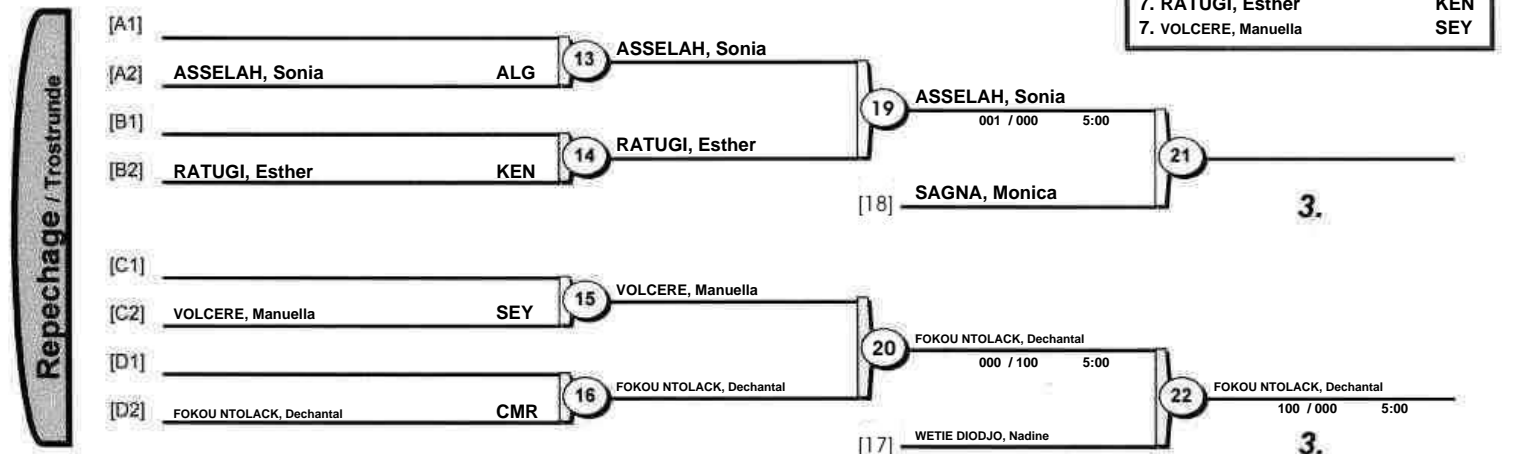 7. RATUGI, Esther KEN
7. VOLCERE, Manuella SEY
Repechage / Trostrunde
[A1]
[A2] ASSELAH, Sonia ALG
13 ASSELAH, Sonia
[B1]
[B2] RATUGI, Esther KEN
14 RATUGI, Esther
19 ASSELAH, Sonia
001 / 000 5:00
[18] SAGNA, Monica
21
3.
[C1]
[C2] VOLCERE, Manuella SEY
15 VOLCERE, Manuella
[D1]
[D2] FOKOU NTOLACK, Dechantal CMR
16 FOKOU NTOLACK, Dechantal
20 FOKOU NTOLACK, Dechantal
000 / 100 5:00
[17] WETIE DIODJO, Nadine
22 FOKOU NTOLACK, Dechantal
100 / 000 5:00
3.